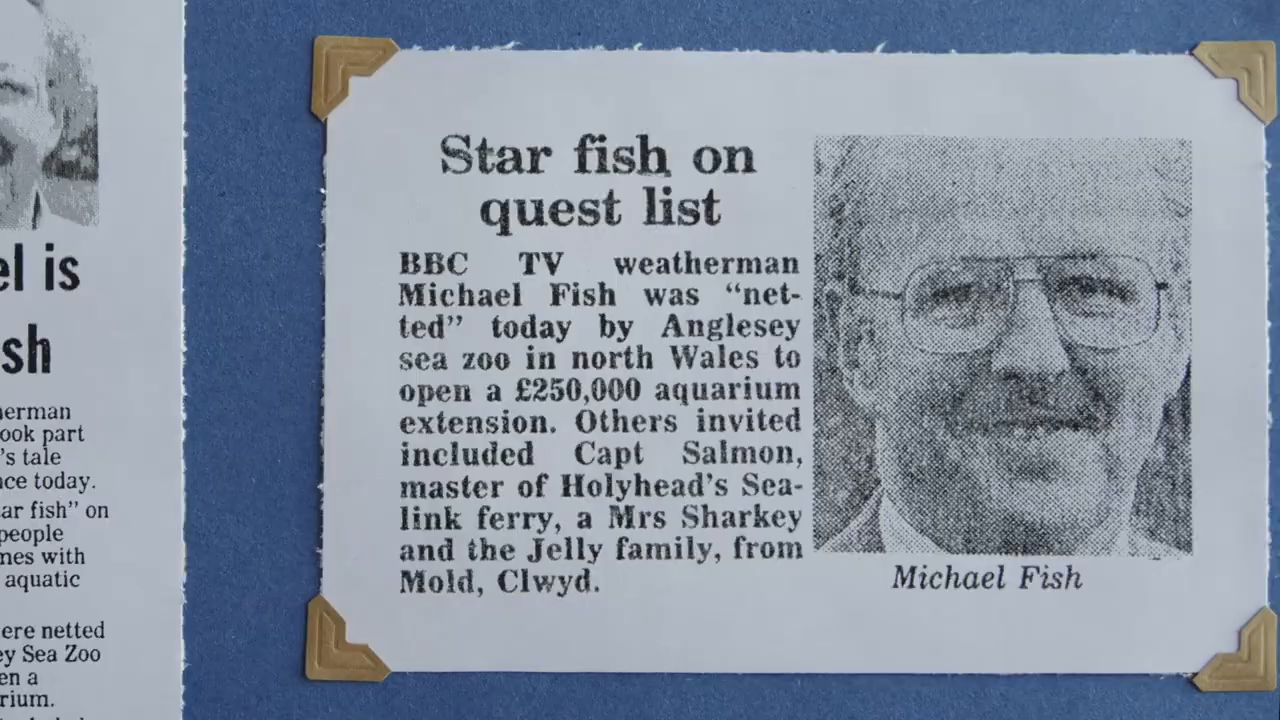 el is
sh
herman
ook part
's tale
nce today.
ar fish" on
people
mes with
aquatic
ere netted
ey Sea Zoo
en a
rium.
Star fish on
quest list
BBC TV weatherman
Michael Fish was “net-
ted” today by Anglesey
sea zoo in north Wales to
open a £250,000 aquarium
extension. Others invited
included Capt Salmon,
master of Holyhead's Sea-
link ferry, a Mrs Sharkey
and the Jelly family, from
Mold, Clwyd.
Michael Fish